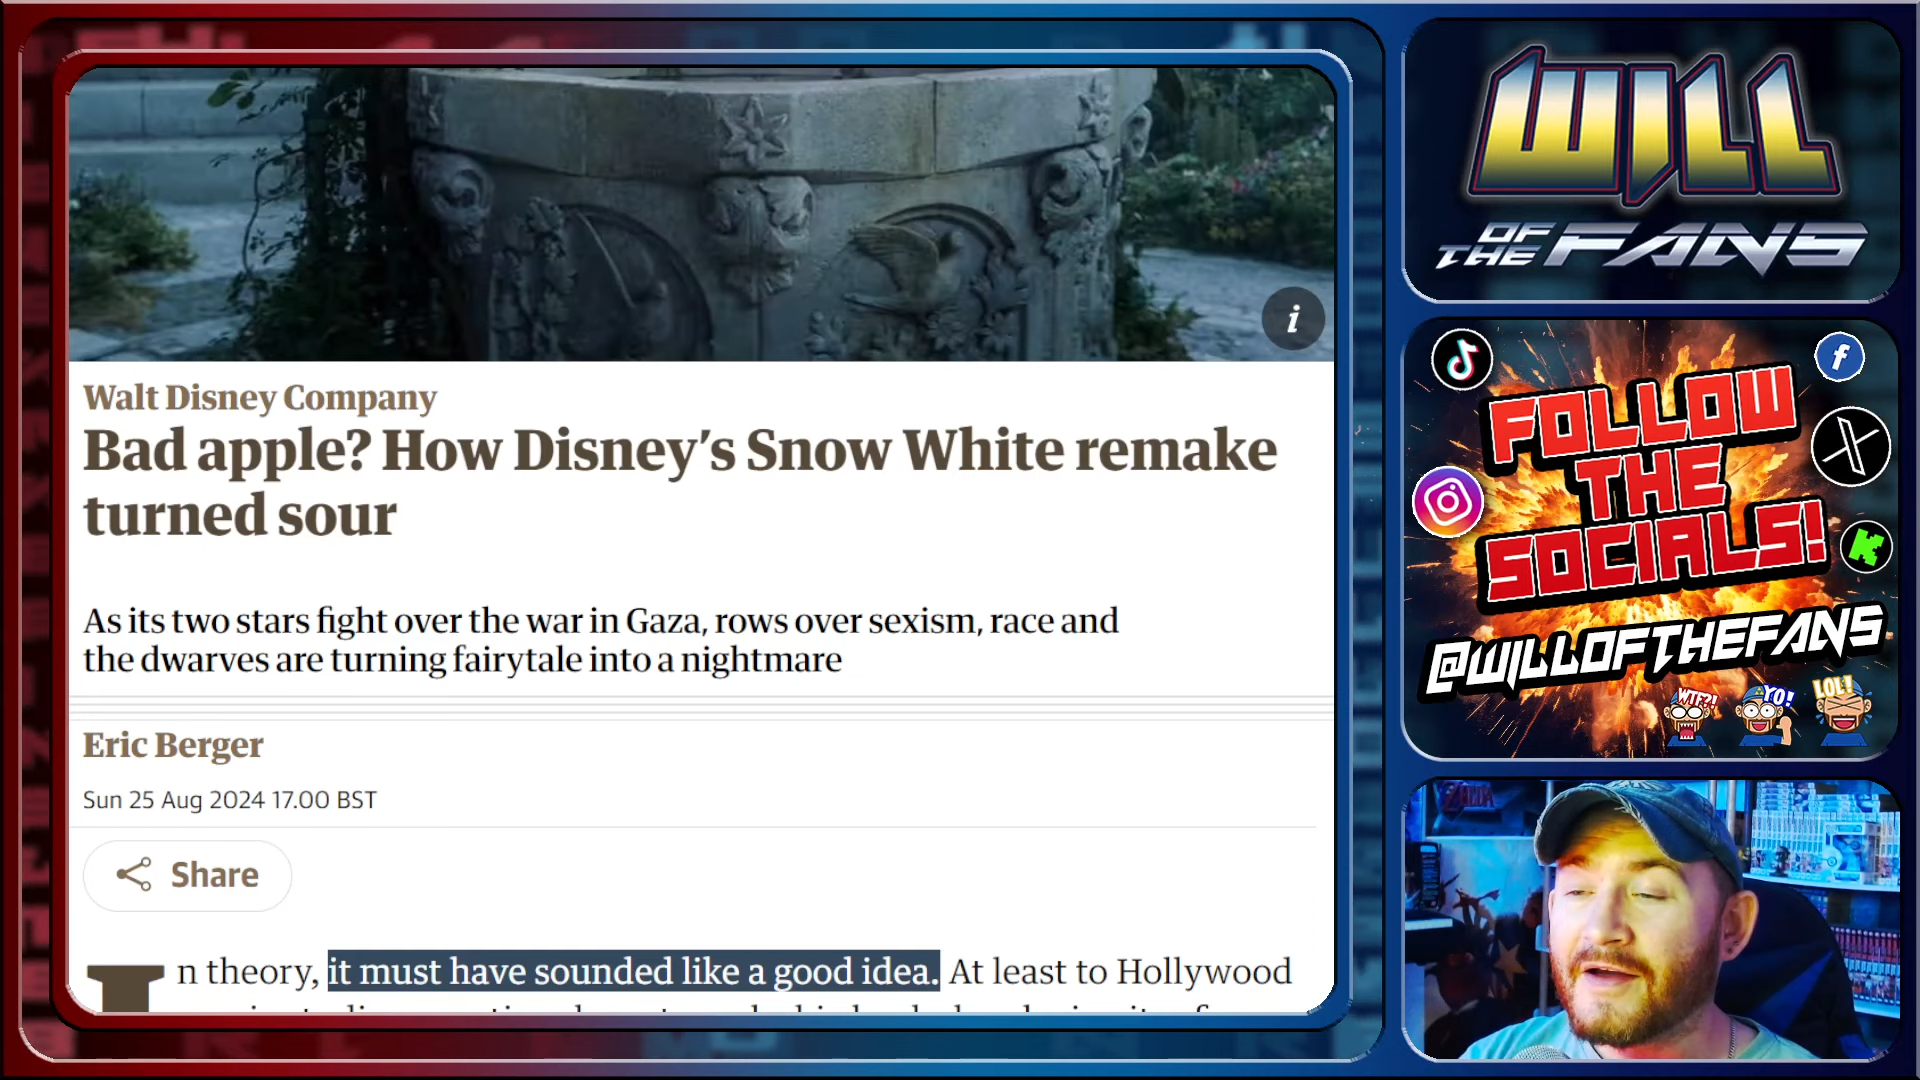 Walt Disney Company
Bad apple? How Disney’s Snow White remake
turned sour
As its two stars fight over the war in Gaza, rows over sexism, race and
the dwarves are turning fairytale into a nightmare
Eric Berger
Sun 25 Aug 2024 17.00 BST
Share
In theory, it must have sounded like a good idea. At least to Hollywood
WILL
OF
THE FANS
FOLLOW
THE
SOCIALS!
@WILLOFTHEFANS
WTF?!
YO!
LOL!